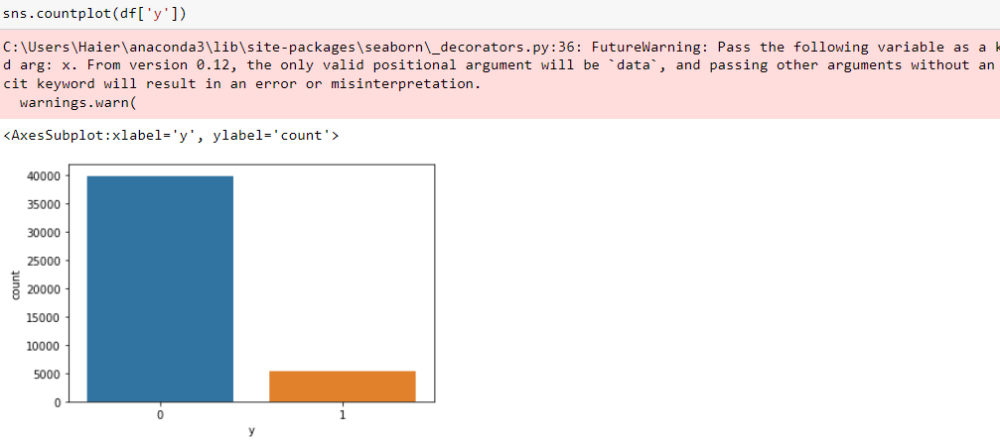 sns.countplot(df['y'])
C:\Users\Haier\anaconda3\lib\site-packages\seaborn\_decorators.py:36: FutureWarning: Pass the following variable as a
d arg: x. From version 0.12, the only valid positional argument will be `data`, and passing other arguments without an
cit keyword will result in an error or misinterpretation.
warnings.warn(
<AxesSubplot:xlabel='y', ylabel='count'>
40000
35000
30000
25000
20000
15000
10000
5000
0
count
0 1
y